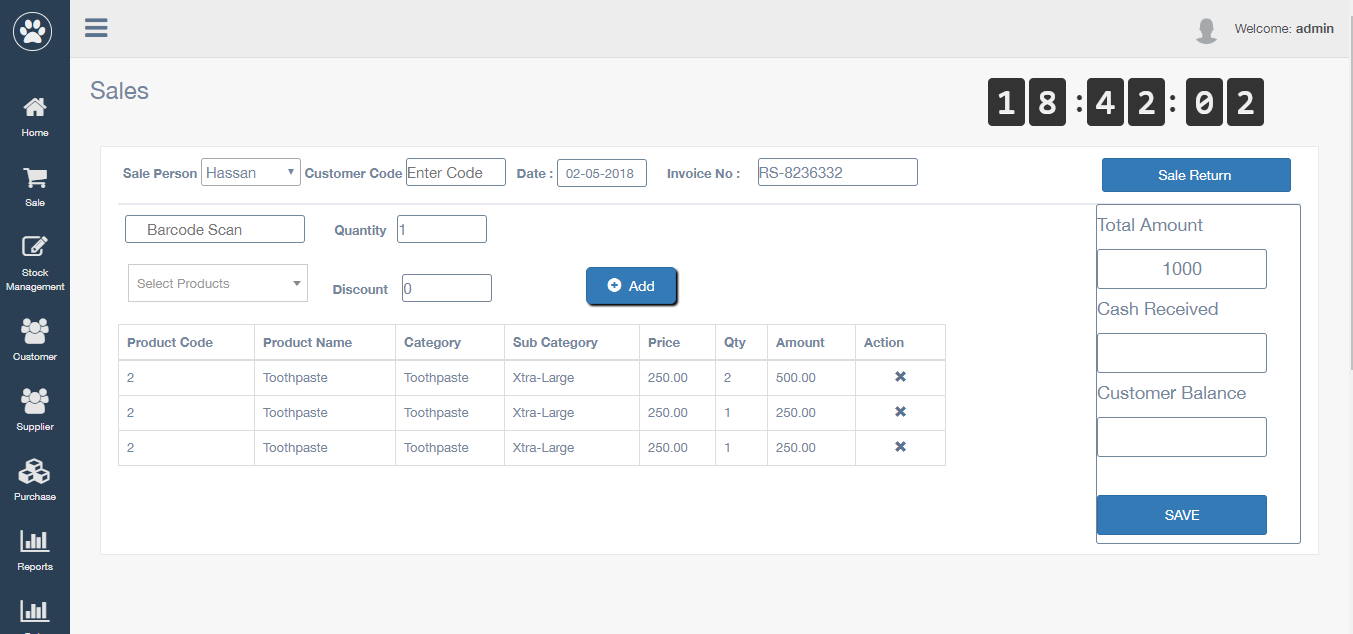 Welcome: admin
Sales
18:42:02
Home
Sale
Stock
Management
Customer
Supplier
Purchase
Reports
Sale Person Hassan Customer Code Enter Code Date : 02-05-2018 Invoice No : RS-8236332 Sale Return
Barcode Scan Quantity 1
Select Products Discount 0 Add
Product Code Product Name Category Sub Category Price Qty Amount Action
2 Toothpaste Toothpaste Xtra-Large 250.00 2 500.00
2 Toothpaste Toothpaste Xtra-Large 250.00 1 250.00
2 Toothpaste Toothpaste Xtra-Large 250.00 1 250.00
Total Amount
1000
Cash Received
Customer Balance
SAVE